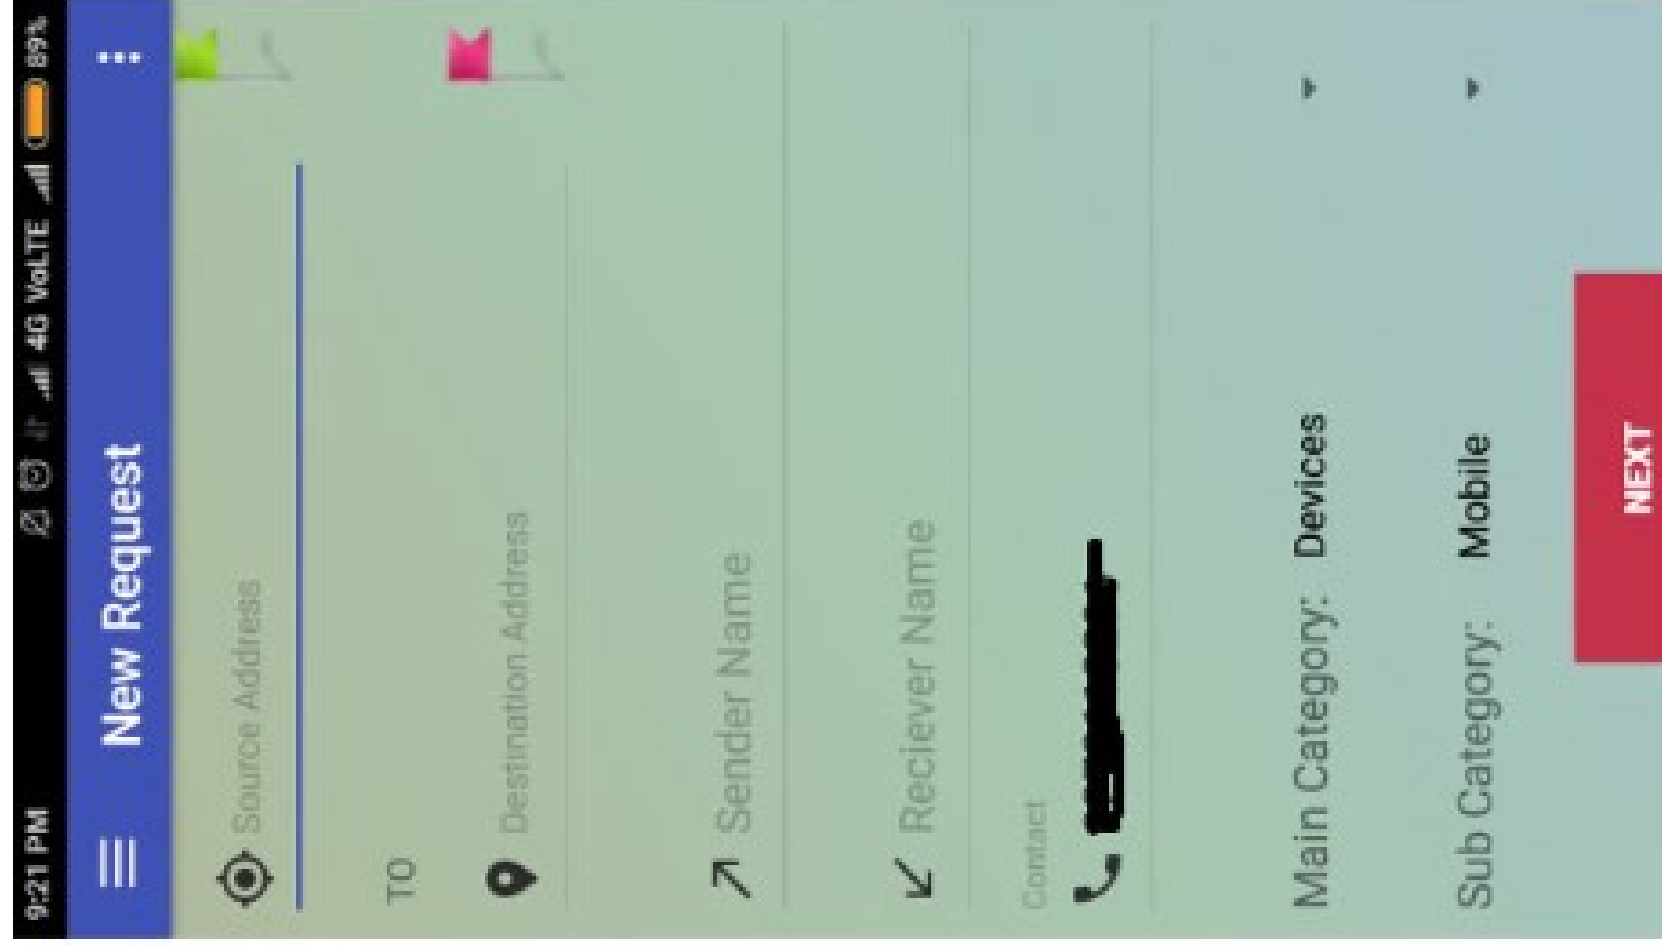 9:21 PM 4G VoLTE 89%
New Request
Source Address
TO
Destination Address
Sender Name
Reciever Name
Contact
Main Category: Devices
Sub Category: Mobile
NEXT